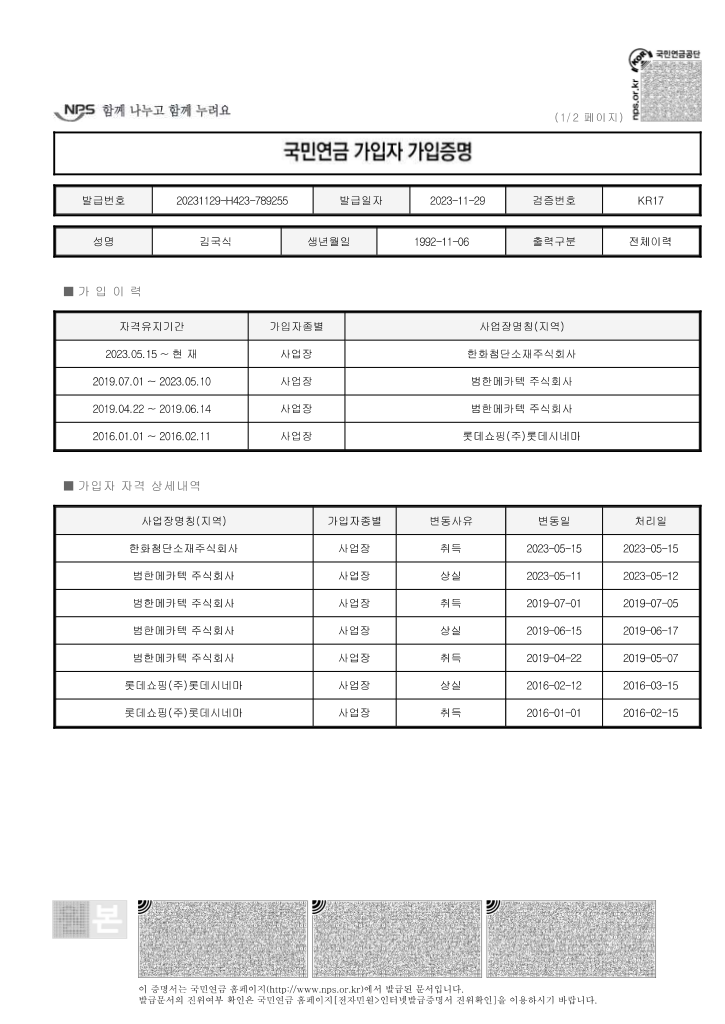 국민연금공단
nps.or.kr
NPS 함께 나누고 함께 누려요
(1/2 페이지)
국민연금 가입자 가입증명
발급번호 20231129-H423-789255 발급일자 2023-11-29 검증번호 KR17
성명 김국식 생년월일 1992-11-06 출력구분 전체이력
■ 가 입 이 력
자격유지기간 가입자종별 사업장명칭(지역)
2023.05.15 ~ 현 재 사업장 한화첨단소재주식회사
2019.07.01 ~ 2023.05.10 사업장 범한메카텍 주식회사
2019.04.22 ~ 2019.06.14 사업장 범한메카텍 주식회사
2016.01.01 ~ 2016.02.11 사업장 롯데쇼핑(주)롯데시네마
■ 가입자 자격 상세내역
사업장명칭(지역) 가입자종별 변동사유 변동일 처리일
한화첨단소재주식회사 사업장 취득 2023-05-15 2023-05-15
범한메카텍 주식회사 사업장 상실 2023-05-11 2023-05-12
범한메카텍 주식회사 사업장 취득 2019-07-01 2019-07-05
범한메카텍 주식회사 사업장 상실 2019-06-15 2019-06-17
범한메카텍 주식회사 사업장 취득 2019-04-22 2019-05-07
롯데쇼핑(주)롯데시네마 사업장 상실 2016-02-12 2016-03-15
롯데쇼핑(주)롯데시네마 사업장 취득 2016-01-01 2016-02-15
본
이 증명서는 국민연금 홈페이지(http://www.nps.or.kr)에서 발급된 문서입니다.
발급문서의 진위여부 확인은 국민연금 홈페이지[전자민원>인터넷발급증명서 진위확인]을 이용하시기 바랍니다.